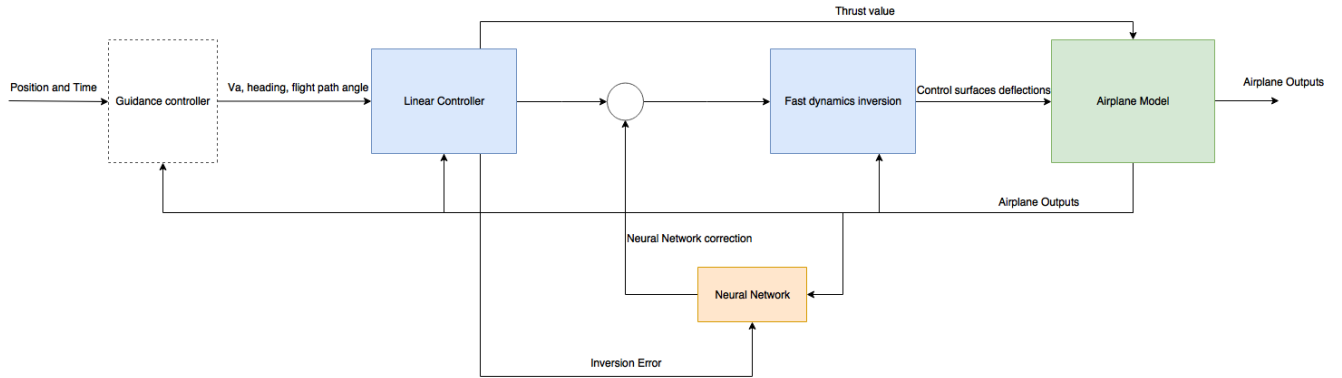 Thrust value
Position and Time
Guidance controller
Va, heading, flight path angle
Linear Controller
Fast dynamics inversion
Control surfaces deflections
Airplane Model
Airplane Outputs
Airplane Outputs
Neural Network correction
Neural Network
Inversion Error